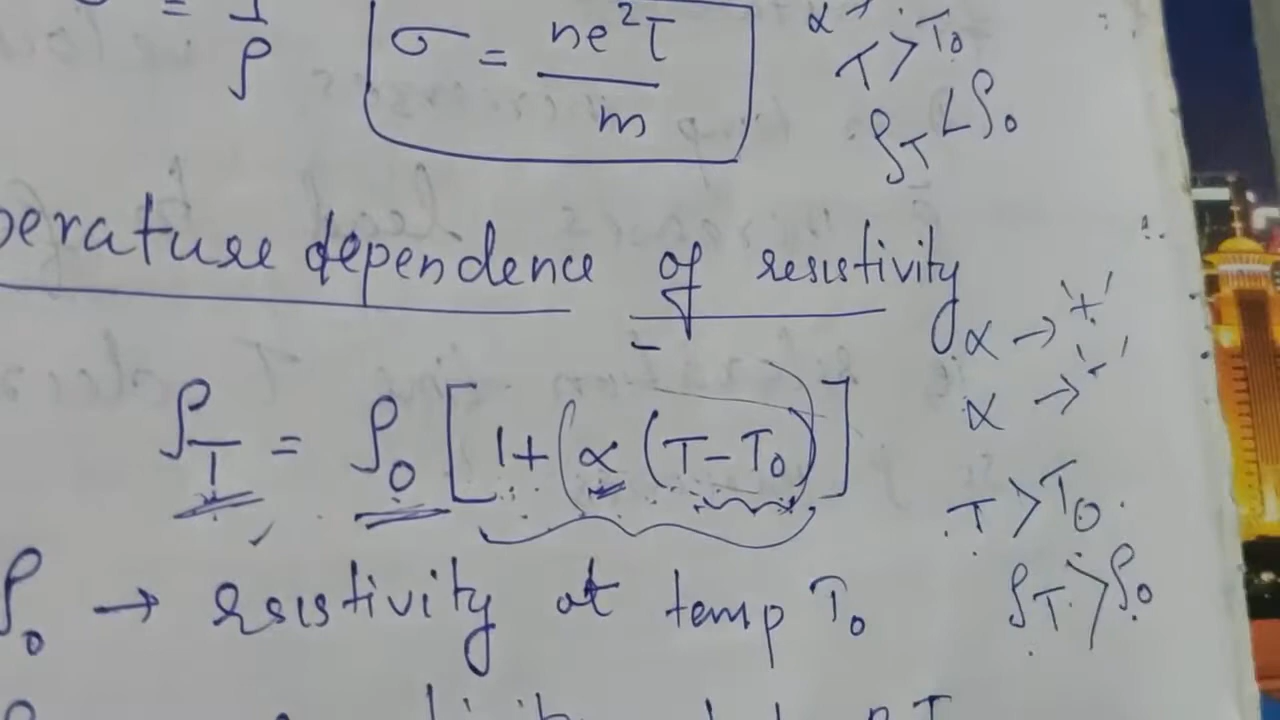 = 1/ρ
σ = ne²τ/m
α
T > T₀
ρ_T < ρ₀
perature dependence of resistivity
α → +
α → -
ρ_T = ρ₀ [1+(α (T-T₀)]
T > T₀
ρ_T > ρ₀
ρ₀ → resistivity at temp T₀